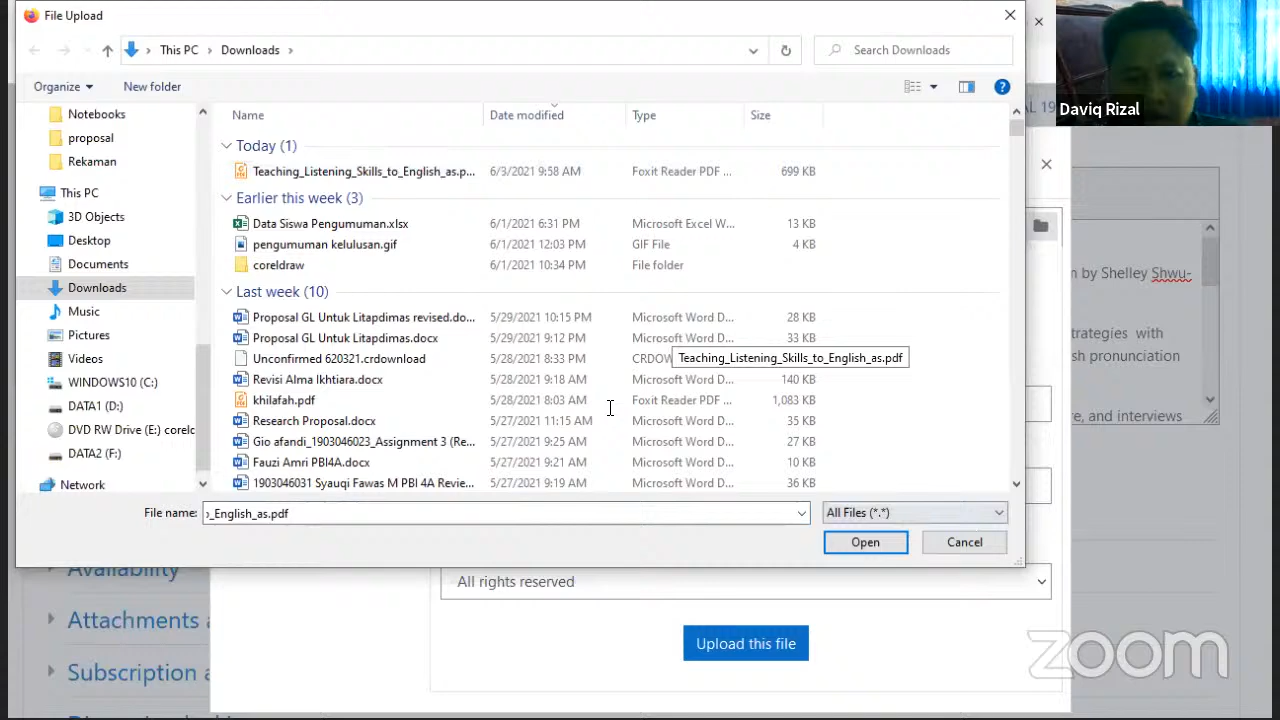 File Upload
This PC
Downloads
Search Downloads
Organize
New folder
Notebooks
proposal
Rekaman
This PC
3D Objects
Desktop
Documents
Downloads
Music
Pictures
Videos
WINDOWS10 (C:)
DATA1 (D:)
DVD RW Drive (E:) corelc
DATA2 (F:)
Network
Name Date modified Type Size
Today (1)
Teaching_Listening_Skills_to_English_as.p... 6/3/2021 9:58 AM Foxit Reader PDF ... 699 KB
Earlier this week (3)
Data Siswa Pengumuman.xlsx 6/1/2021 6:31 PM Microsoft Excel W... 13 KB
pengumuman kelulusan.gif 6/1/2021 12:03 PM GIF File 4 KB
coreldraw 6/1/2021 10:34 PM File folder
Last week (10)
Proposal GL Untuk Litapdimas revised.do... 5/29/2021 10:15 PM Microsoft Word D... 28 KB
Proposal GL Untuk Litapdimas.docx 5/29/2021 9:12 PM Microsoft Word D... 33 KB
Unconfirmed 620321.crdownload 5/28/2021 8:33 PM CRDOW
Teaching_Listening_Skills_to_English_as.pdf
Revisi Alma Ikhtiara.docx 5/28/2021 9:18 AM Microsoft Word D... 140 KB
khilafah.pdf 5/28/2021 8:03 AM Foxit Reader PDF ... 1,083 KB
Research Proposal.docx 5/27/2021 11:15 AM Microsoft Word D... 35 KB
Gio afandi_1903046023_Assignment 3 (Re... 5/27/2021 9:25 AM Microsoft Word D... 27 KB
Fauzi Amri PBI4A.docx 5/27/2021 9:21 AM Microsoft Word D... 10 KB
1903046031 Syauqi Fawas M PBI 4A Revie... 5/27/2021 9:19 AM Microsoft Word D... 36 KB
File name: _English_as.pdf
All Files (*.*)
Open
Cancel
Daviq Rizal
AL 19
n by Shelley Shwu-
trategies with
sh pronunciation
re, and interviews
Availability
Attachments a
Subscription a
All rights reserved
Upload this file
zoom